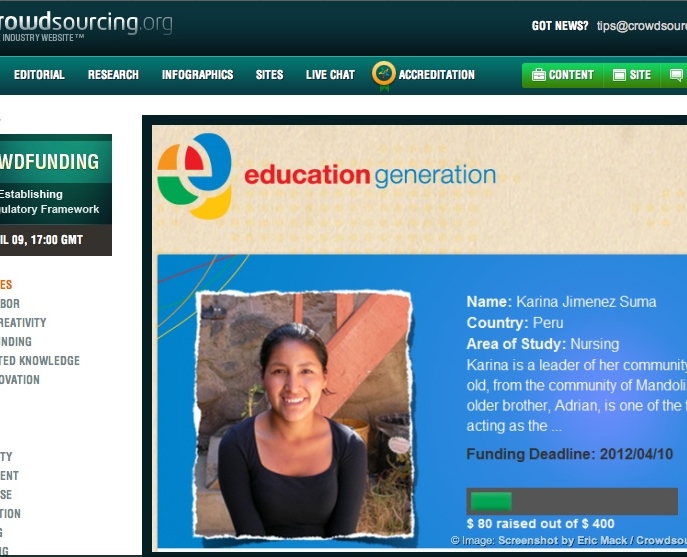 crowdsourcing.org
INDUSTRY WEBSITE™
GOT NEWS? tips@crowdsour
EDITORIAL RESEARCH INFOGRAPHICS SITES LIVE CHAT ACCREDITATION CONTENT SITE
WDFUNDING
Establishing
gulatory Framework
IL 09, 17:00 GMT
ES
BOR
REATIVITY
NDING
TED KNOWLEDGE
OVATION
TY
ENT
SE
TION
G
NG
education generation
Name: Karina Jimenez Suma
Country: Peru
Area of Study: Nursing
Karina is a leader of her community
old, from the community of Mandoli
older brother, Adrian, is one of the f
acting as the ...
Funding Deadline: 2012/04/10
$ 80 raised out of $ 400
© Image: Screenshot by Eric Mack / Crowdsou